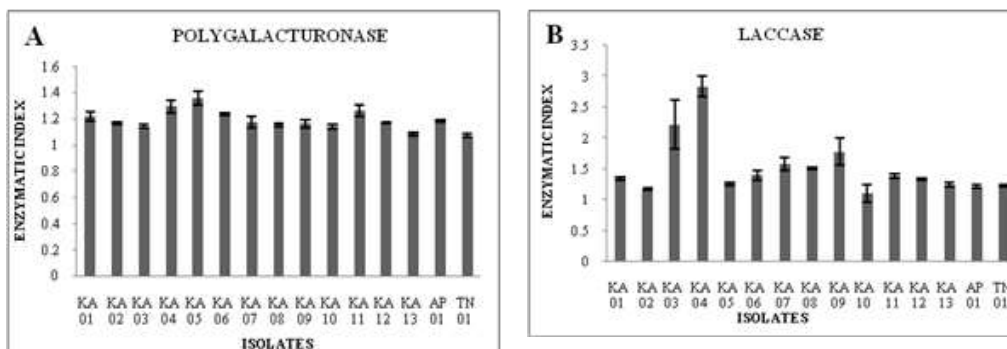 A
POLYGALACTURONASE
ENZYMATIC INDEX
1.6
1.4
1.2
1
0.8
0.6
0.4
0.2
0
KA KA KA KA KA KA KA KA KA KA KA KA KA AP TN
01 02 03 04 05 06 07 08 09 10 11 12 13 01 01
ISOLATES
B
LACCASE
ENZYMATIC INDEX
3.5
3
2.5
2
1.5
1
0.5
0
KA KA KA KA KA KA KA KA KA KA KA KA KA AP TN
01 02 03 04 05 06 07 08 09 10 11 12 13 01 01
ISOLATES